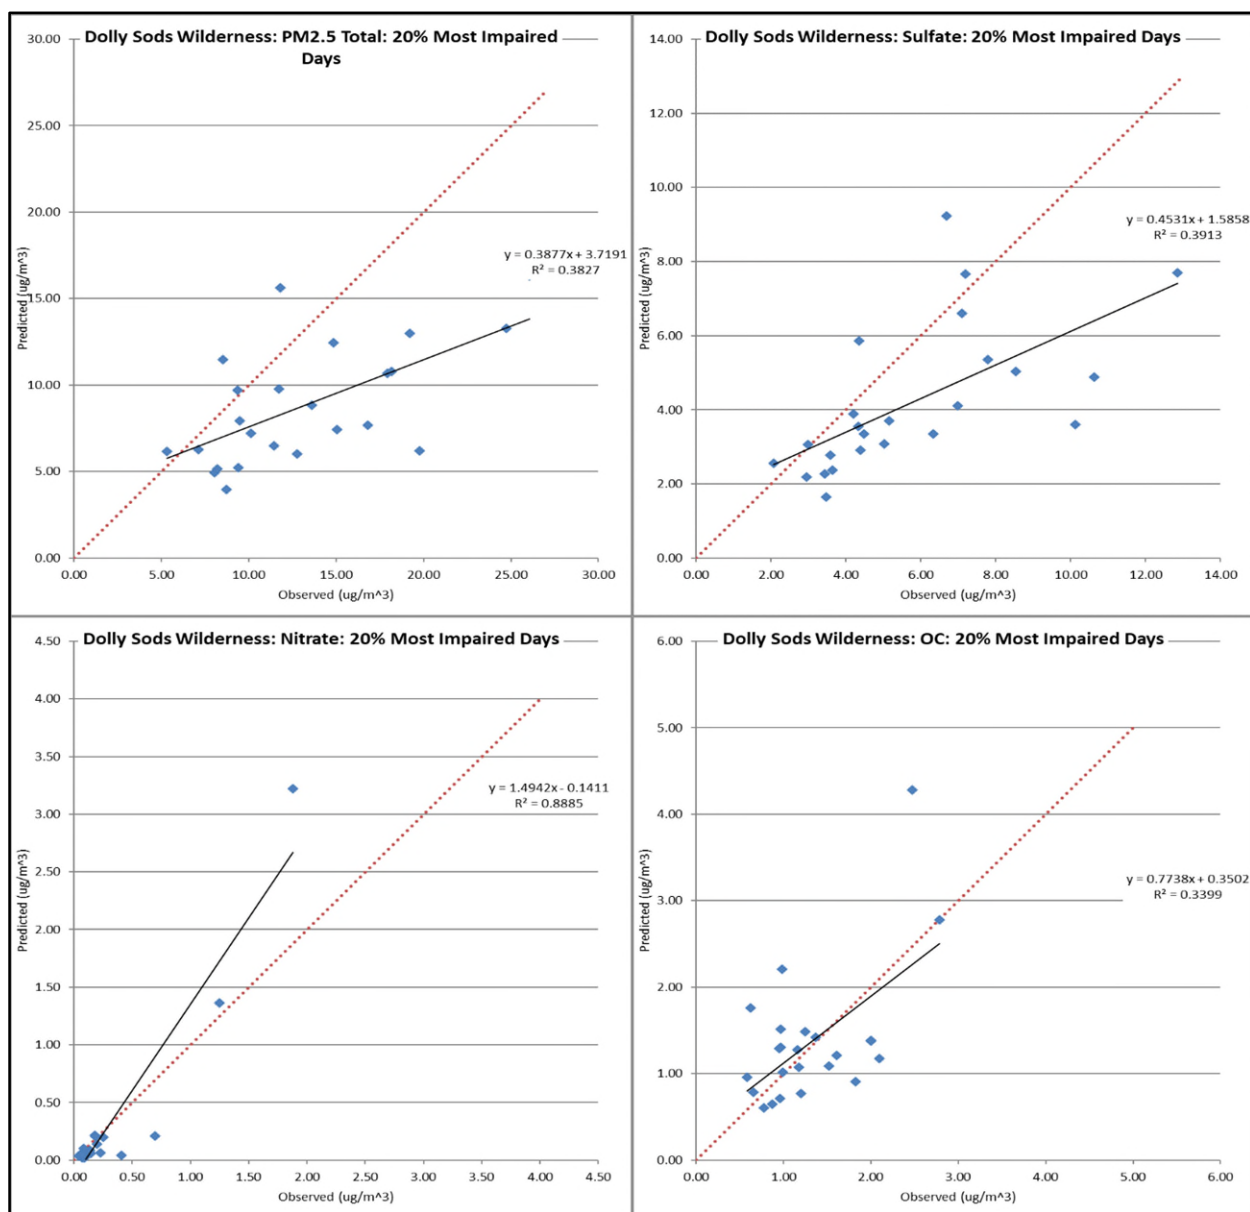 Dolly Sods Wilderness: PM2.5 Total: 20% Most Impaired
Days
30.00
25.00
20.00
15.00
10.00
5.00
0.00
Predicted (ug/m^3)
y = 0.3877x + 3.7191
R² = 0.3827
0.00 5.00 10.00 15.00 20.00 25.00 30.00
Observed (ug/m^3)
Dolly Sods Wilderness: Sulfate: 20% Most Impaired Days
14.00
12.00
10.00
8.00
6.00
4.00
2.00
0.00
Predicted (ug/m^3)
y = 0.4531x + 1.5858
R² = 0.3913
0.00 2.00 4.00 6.00 8.00 10.00 12.00 14.00
Observed (ug/m^3)
Dolly Sods Wilderness: Nitrate: 20% Most Impaired Days
4.50
4.00
3.50
3.00
2.50
2.00
1.50
1.00
0.50
0.00
Predicted (ug/m^3)
y = 1.4942x - 0.1411
R² = 0.8885
0.00 0.50 1.00 1.50 2.00 2.50 3.00 3.50 4.00 4.50
Observed (ug/m^3)
Dolly Sods Wilderness: OC: 20% Most Impaired Days
6.00
5.00
4.00
3.00
2.00
1.00
0.00
Predicted (ug/m^3)
y = 0.7738x + 0.3502
R² = 0.3399
0.00 1.00 2.00 3.00 4.00 5.00 6.00
Observed (ug/m^3)